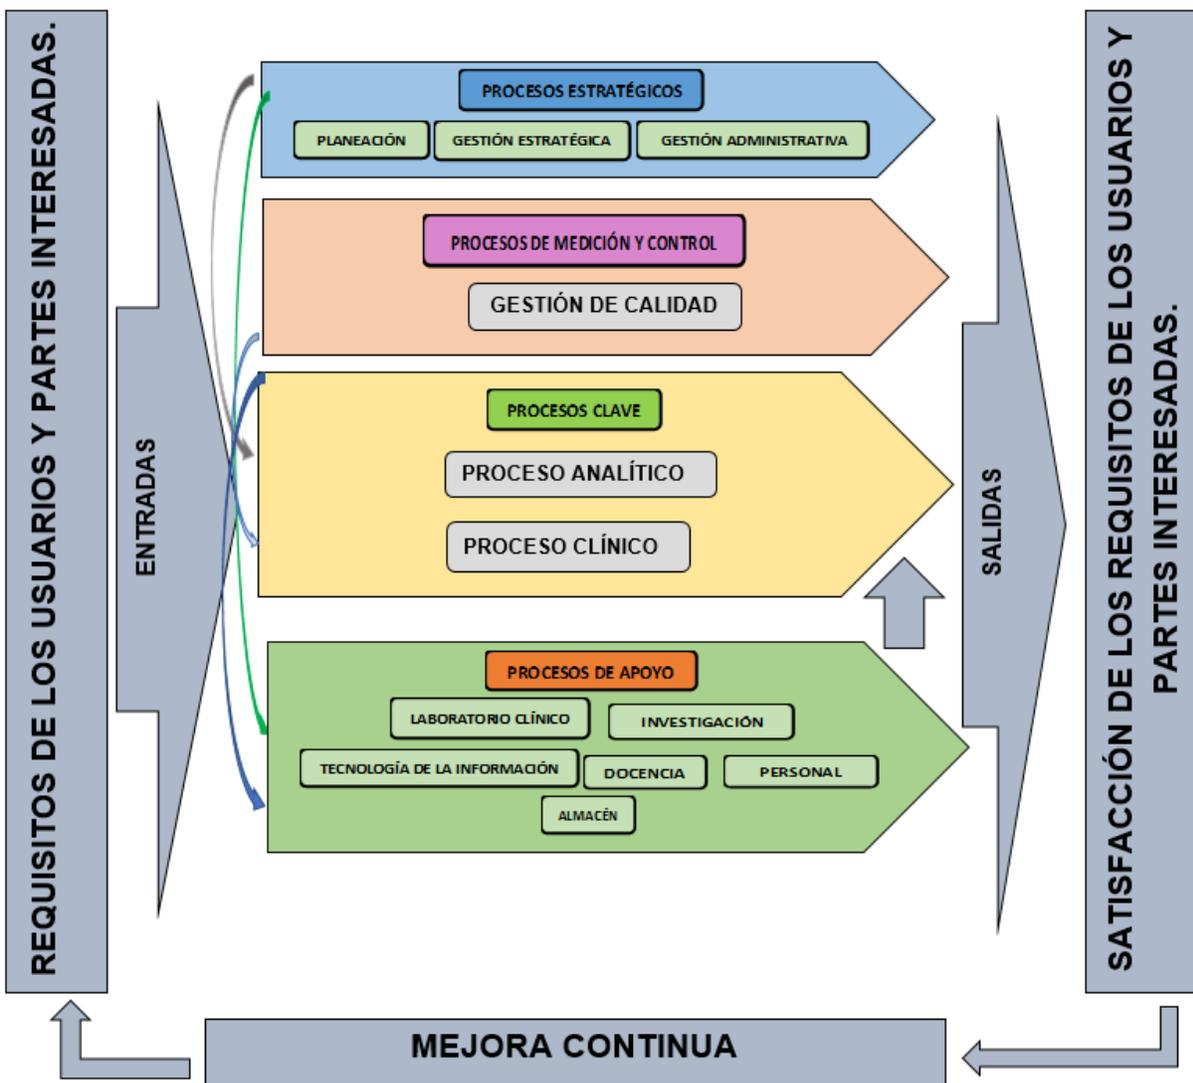 REQUISITOS DE LOS USUARIOS Y PARTES INTERESADAS.
ENTRADAS
PROCESOS ESTRATÉGICOS
PLANEACIÓN
GESTIÓN ESTRATÉGICA
GESTIÓN ADMINISTRATIVA
PROCESOS DE MEDICIÓN Y CONTROL
GESTIÓN DE CALIDAD
PROCESOS CLAVE
PROCESO ANALÍTICO
PROCESO CLÍNICO
PROCESOS DE APOYO
LABORATORIO CLÍNICO
INVESTIGACIÓN
TECNOLOGÍA DE LA INFORMACIÓN
DOCENCIA
PERSONAL
ALMACÉN
SALIDAS
SATISFACCIÓN DE LOS REQUISITOS DE LOS USUARIOS Y
PARTES INTERESADAS.
MEJORA CONTINUA